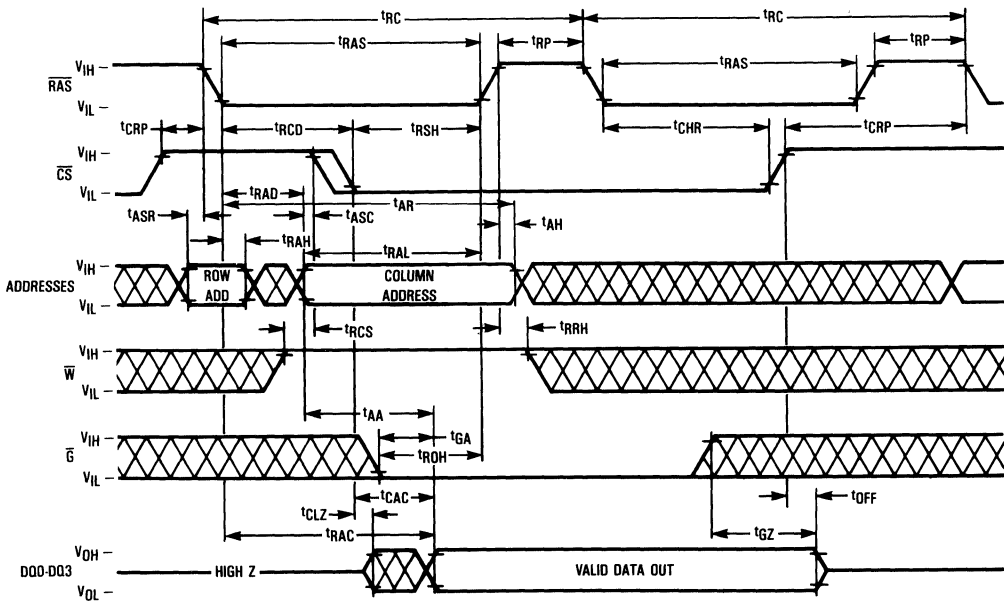 tRC tRC
tRAS tRP tRAS tRP
VIH
RAS
VIL
tCRP tRCD tRSH tCHR tCRP
VIH
CS
VIL
tRAD
tAR
tASR tASC tAH
tRAH tRAL
VIH
ADDRESSES ROW ADD COLUMN ADDRESS
VIL
tRCS tRRH
VIH
W
VIL
tAA
VIH tGA
G tROH
VIL
tCAC tOFF
tCLZ
tRAC tGZ
VOH
DQ0-DQ3 HIGH Z VALID DATA OUT
VOL